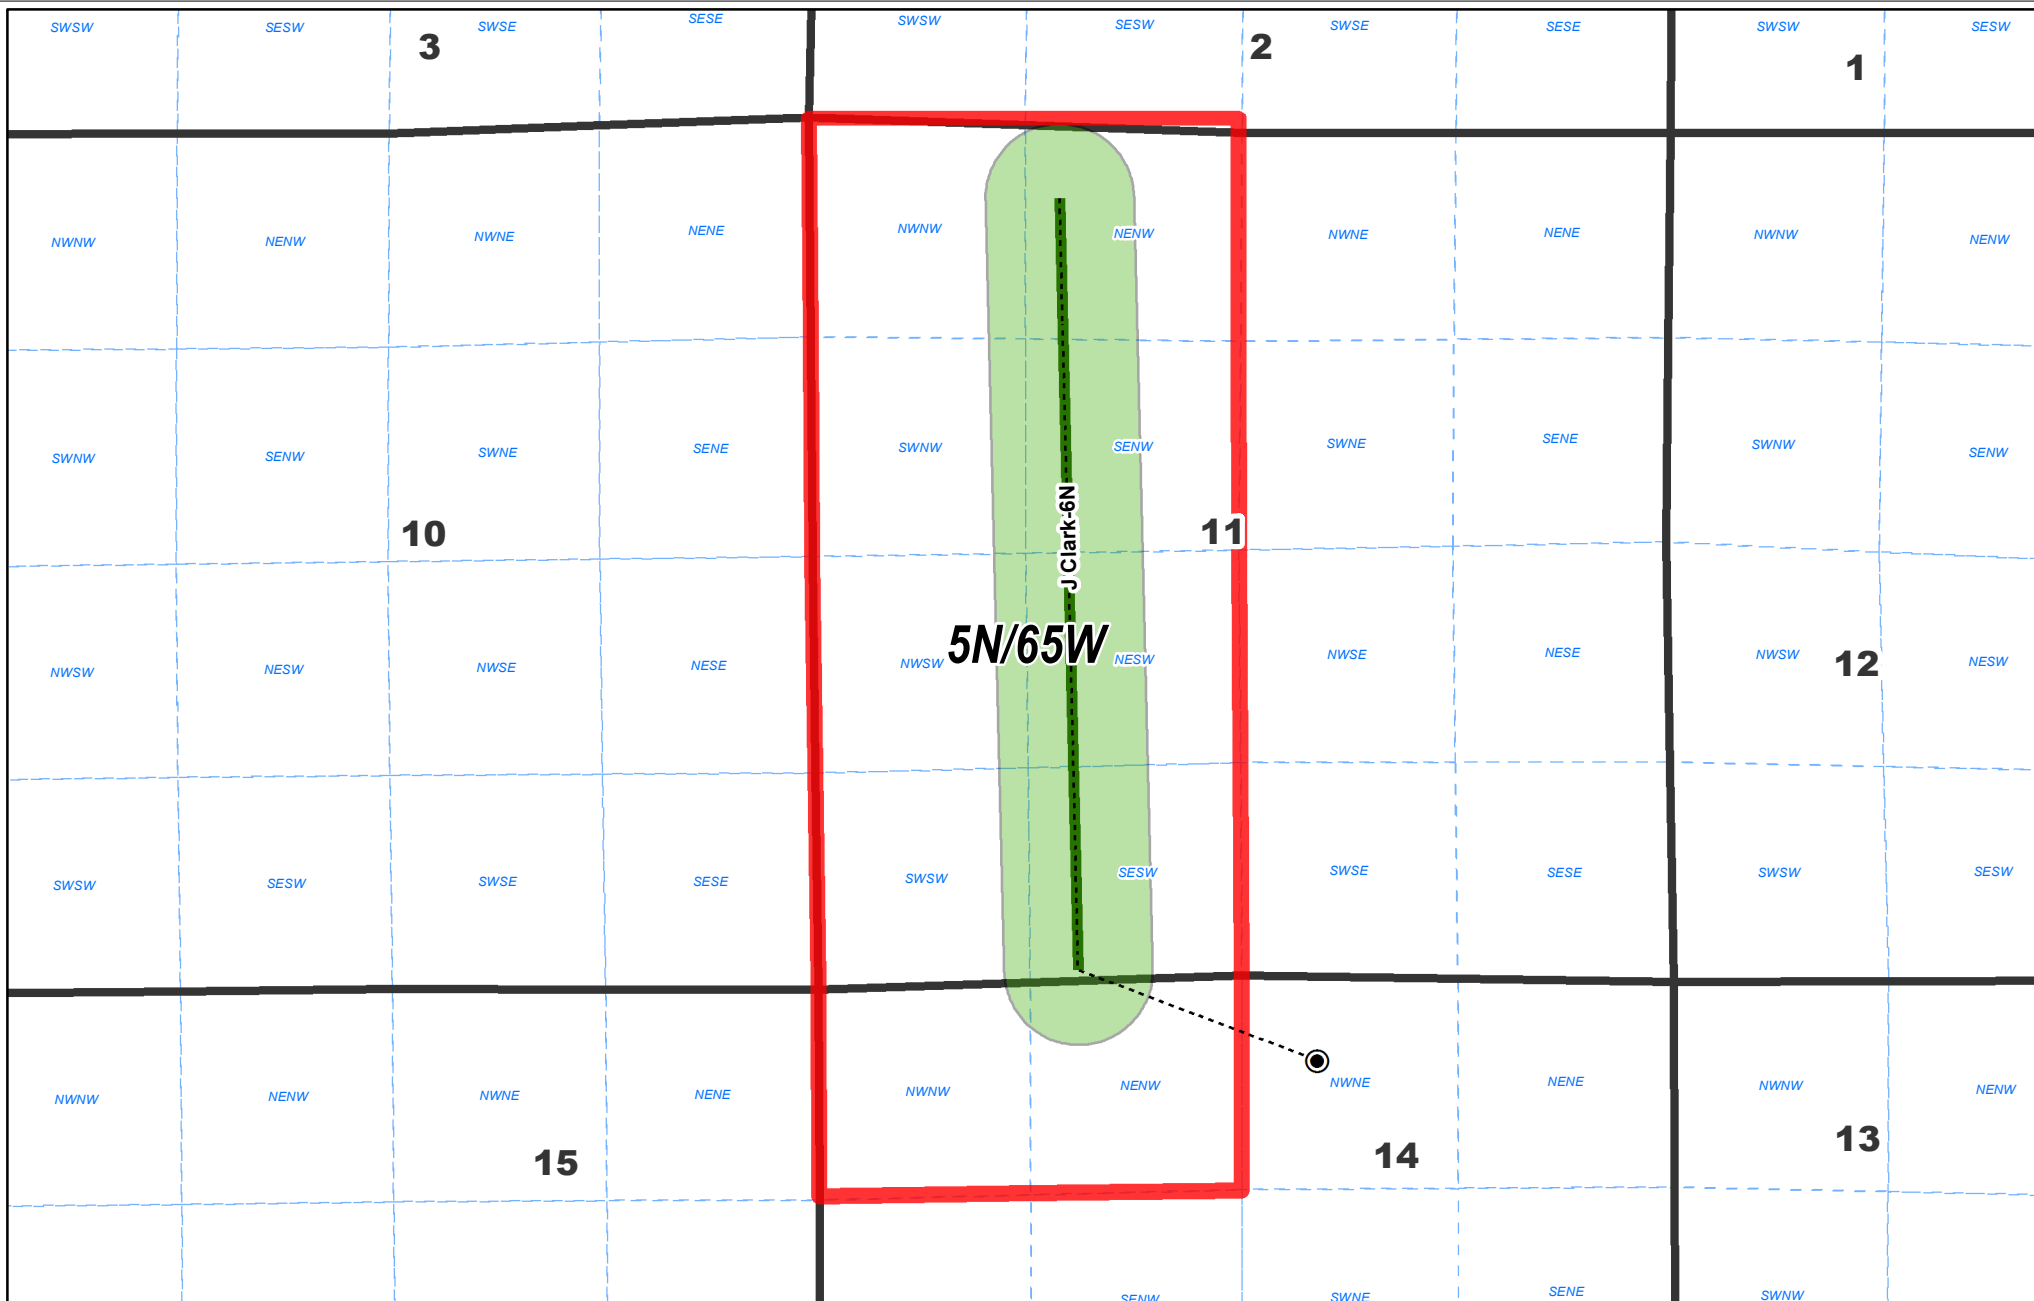 SWSW SESW SWSE SESE SWSW SESW SWSE SESE SWSW SESW
3 2 1
NWNW NENW NWNE NENE NWNW NENW NWNE NENE NWNW NENW
SWNW SENW SWNE SENE SWNW SENW SWNE SENE SWNW SENW
10 J Clark-6N 11
5N/65W
NWSW NESW NWSE NESE NWSW NESW NWSE NESE NWSW 12 NESW
SWSW SESW SWSE SESE SWSW SESW SWSE SESE SWSW SESW
NWNW NENW NWNE NENE NWNW NENW NWNE NENE NWNW NENW
15 14 13
SENW SWNE SENE SWNW